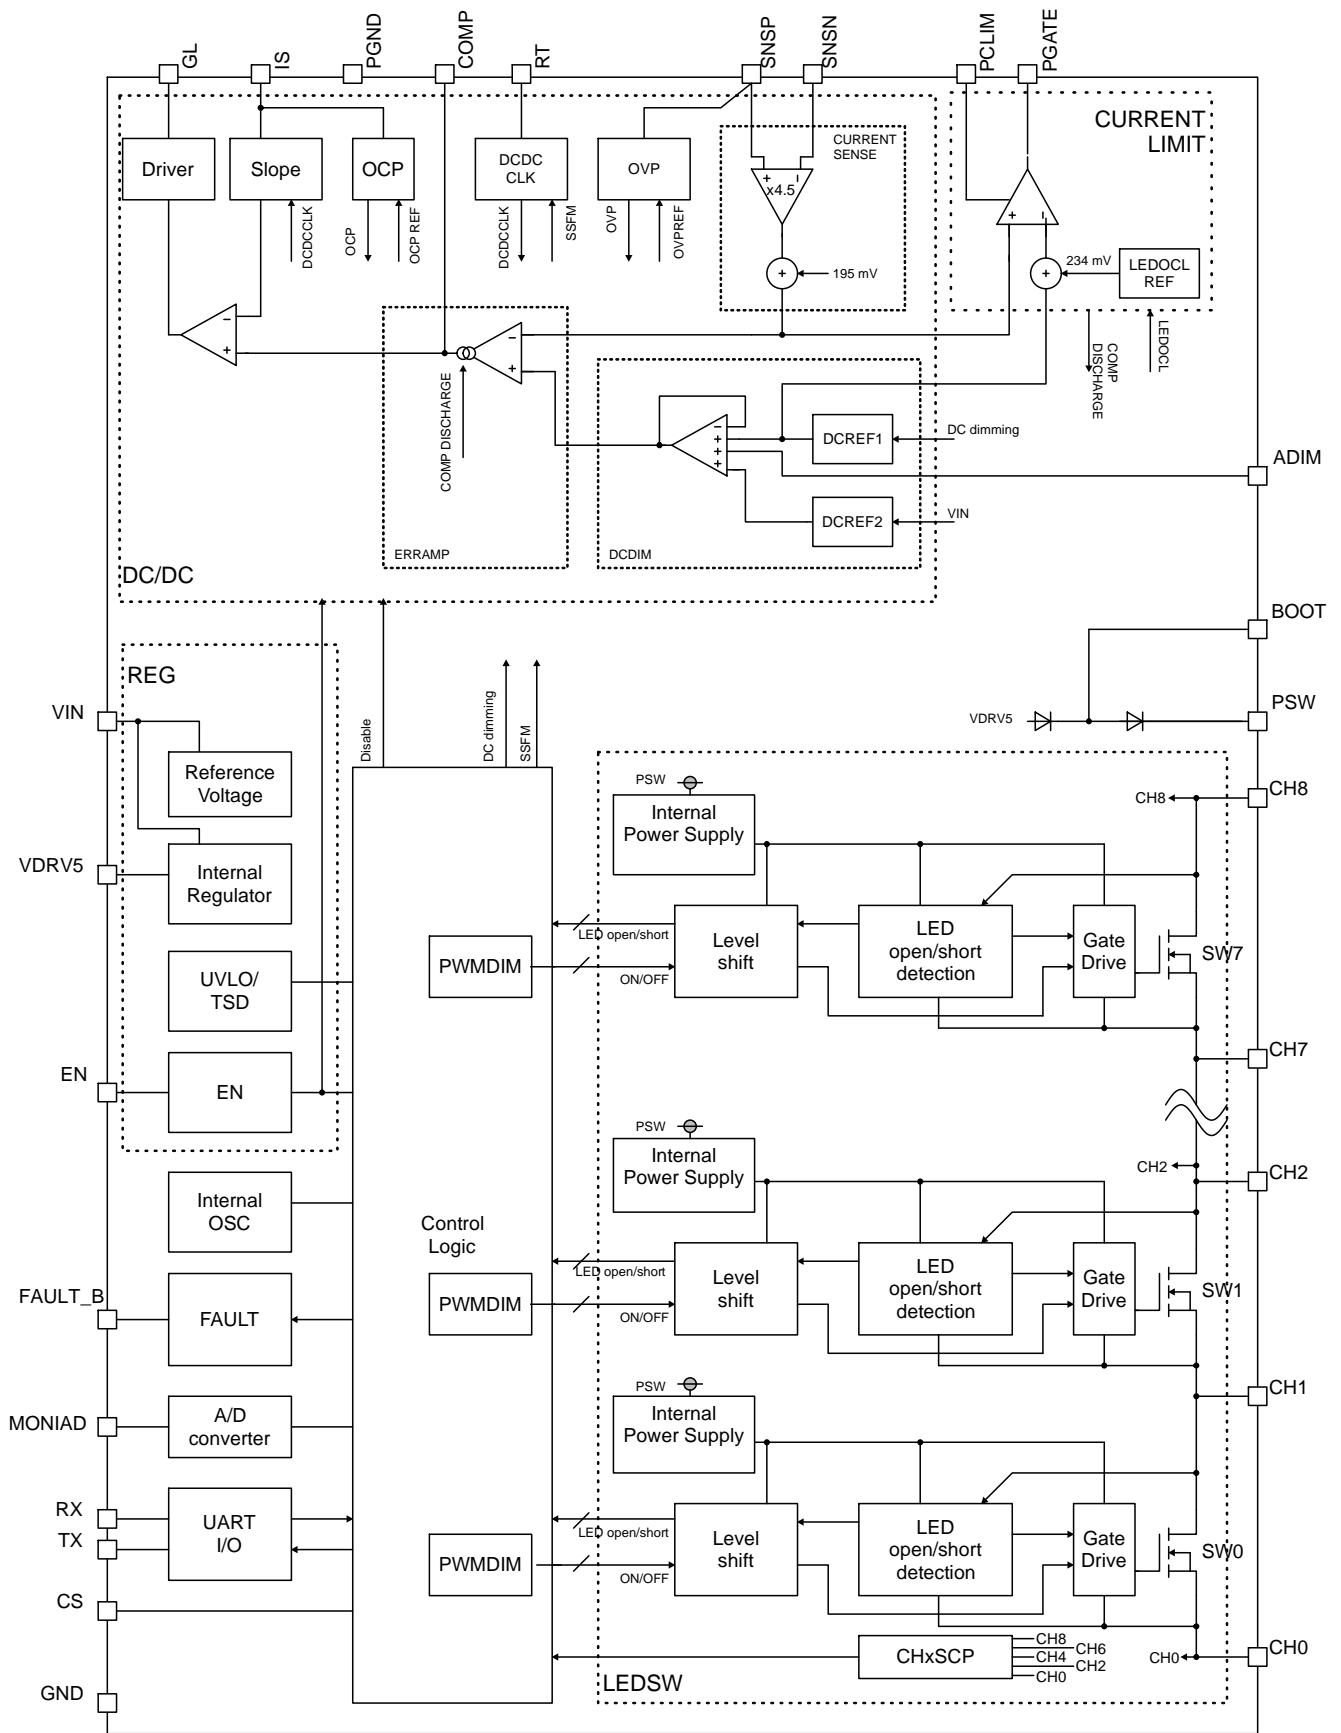 GL
IS
PGND
COMP
RT
SNSP
SNSN
PCLIM
PGATE
CURRENT
LIMIT
CURRENT
SENSE
Driver
Slope
OCP
DCDC
CLK
OVP
+
−
x4.5
+
−
DCDCCLK
OCP
OCP REF
DCDCCLK
SSFM
OVP
OVPREF
+
195 mV
+
234 mV
LEDOCL
REF
−
+
−
+
COMP
DISCHARGE
LEDOCL
COMP DISCHARGE
−
+
+
+
DCREF1
DC dimming
ADIM
DCREF2
VIN
ERRAMP
DCDIM
DC/DC
BOOT
REG
VIN
PSW
VDRV5
Disable
DC dimming
SSFM
Reference
Voltage
PSW
Internal
Power Supply
CH8
CH8
VDRV5
Internal
Regulator
LED open/short
Level
shift
LED
open/short
detection
Gate
Drive
SW7
PWMDIM
ON/OFF
UVLO/
TSD
CH7
EN
EN
PSW
Internal
Power Supply
CH2
CH2
Internal
OSC
Control
Logic
LED open/short
Level
shift
LED
open/short
detection
Gate
Drive
SW1
PWMDIM
ON/OFF
FAULT_B
FAULT
PSW
Internal
Power Supply
CH1
MONIAD
A/D
converter
RX
TX
UART
I/O
LED open/short
Level
shift
LED
open/short
detection
Gate
Drive
SW0
PWMDIM
ON/OFF
CS
CHxSCP
CH8
CH6
CH4
CH2
CH0
CH0
CH0
LEDSW
GND